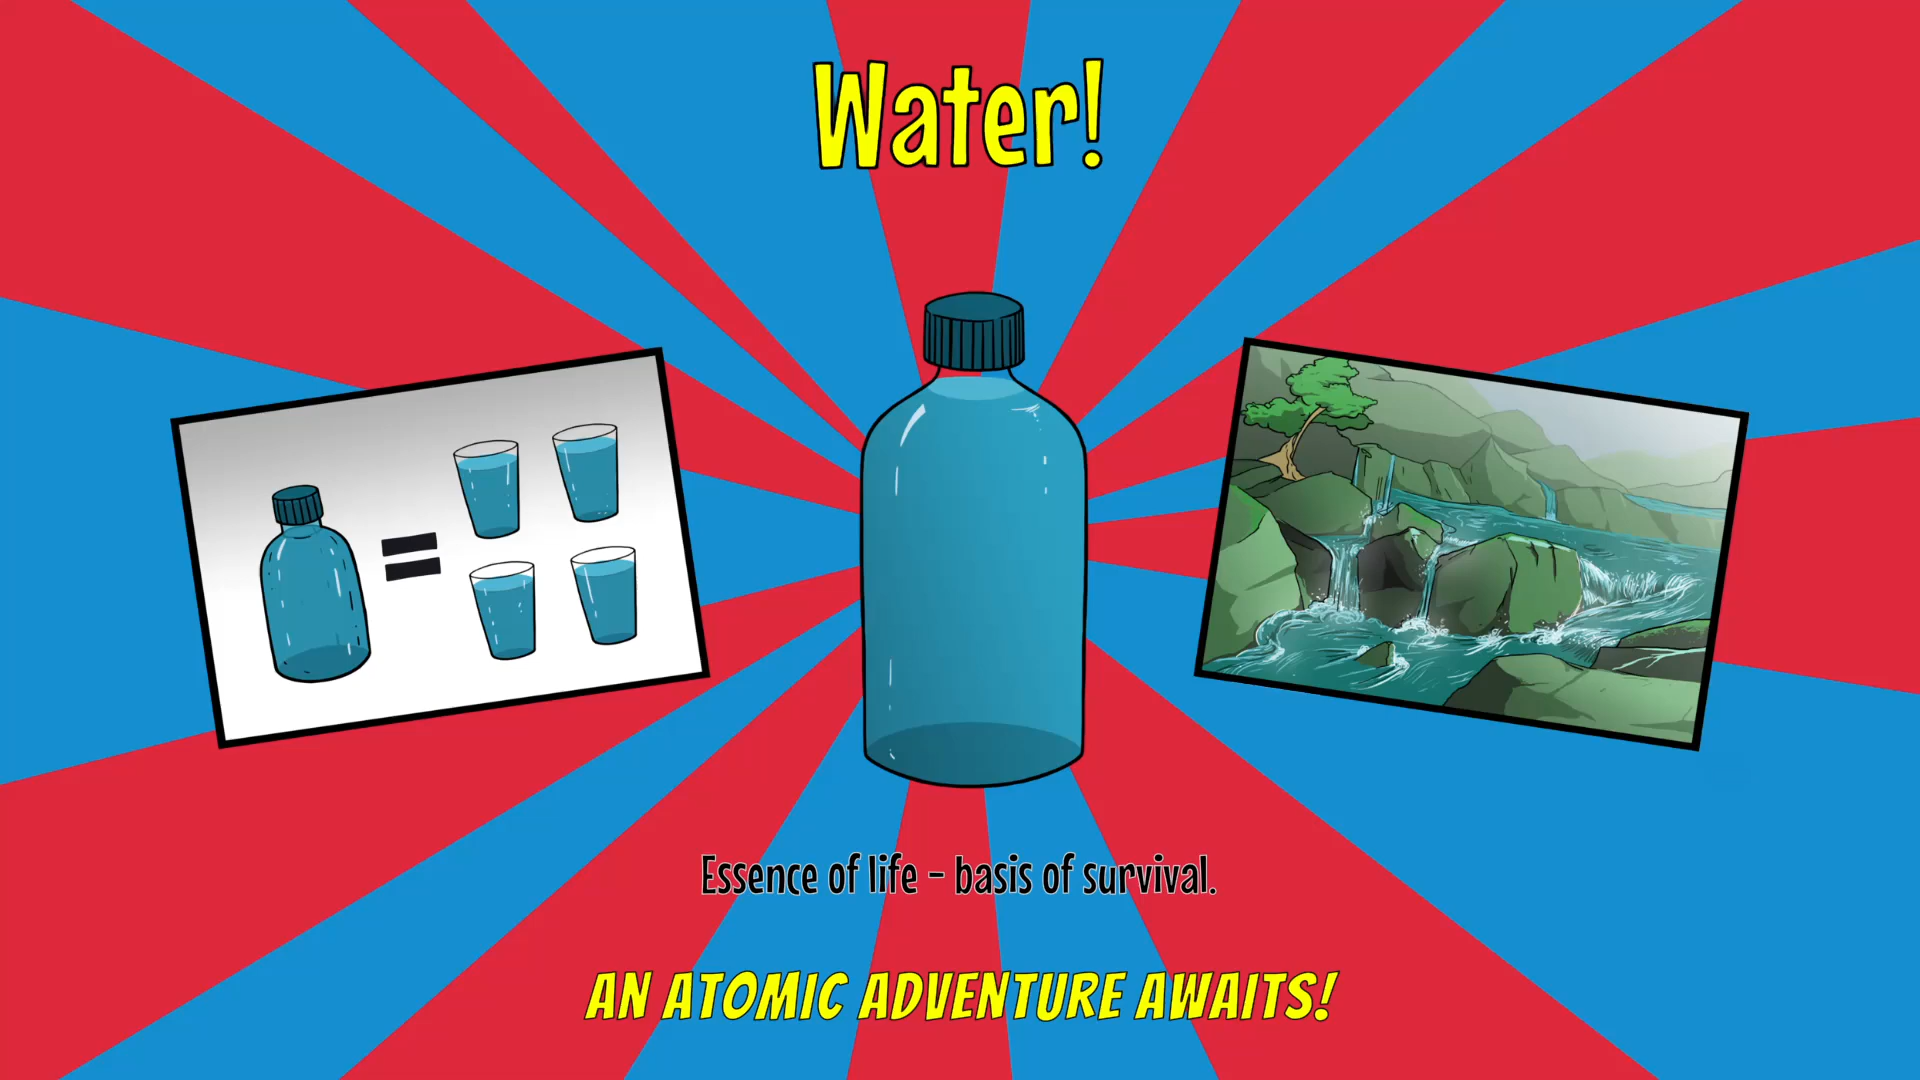 Water!
Essence of life - basis of survival.
AN ATOMIC ADVENTURE AWAITS!